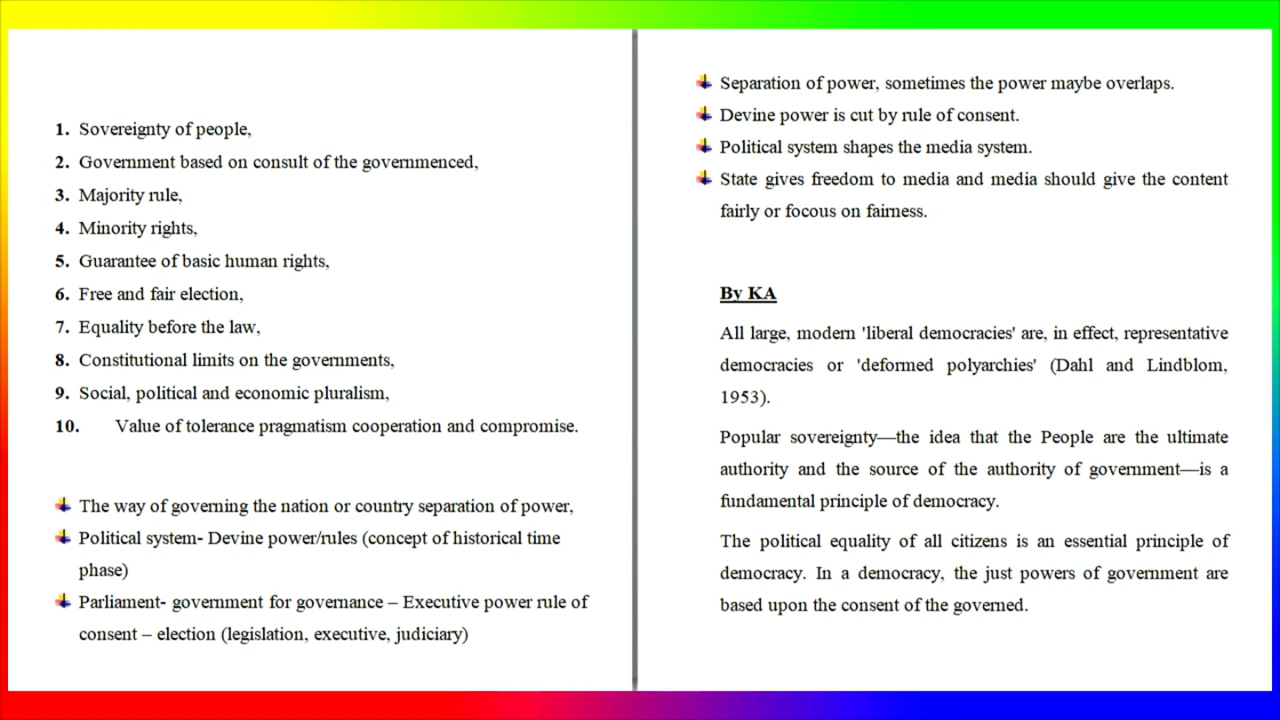 1. Sovereignty of people,
2. Government based on consult of the governmenced,
3. Majority rule,
4. Minority rights,
5. Guarantee of basic human rights,
6. Free and fair election,
7. Equality before the law,
8. Constitutional limits on the governments,
9. Social, political and economic pluralism,
10. Value of tolerance pragmatism cooperation and compromise.
The way of governing the nation or country separation of power,
Political system- Devine power/rules (concept of historical time
phase)
Parliament- government for governance – Executive power rule of
consent – election (legislation, executive, judiciary)
Separation of power, sometimes the power maybe overlaps.
Devine power is cut by rule of consent.
Political system shapes the media system.
State gives freedom to media and media should give the content
fairly or focous on fairness.
By KA
All large, modern 'liberal democracies' are, in effect, representative
democracies or 'deformed polyarchies' (Dahl and Lindblom,
1953).
Popular sovereignty—the idea that the People are the ultimate
authority and the source of the authority of government—is a
fundamental principle of democracy.
The political equality of all citizens is an essential principle of
democracy. In a democracy, the just powers of government are
based upon the consent of the governed.